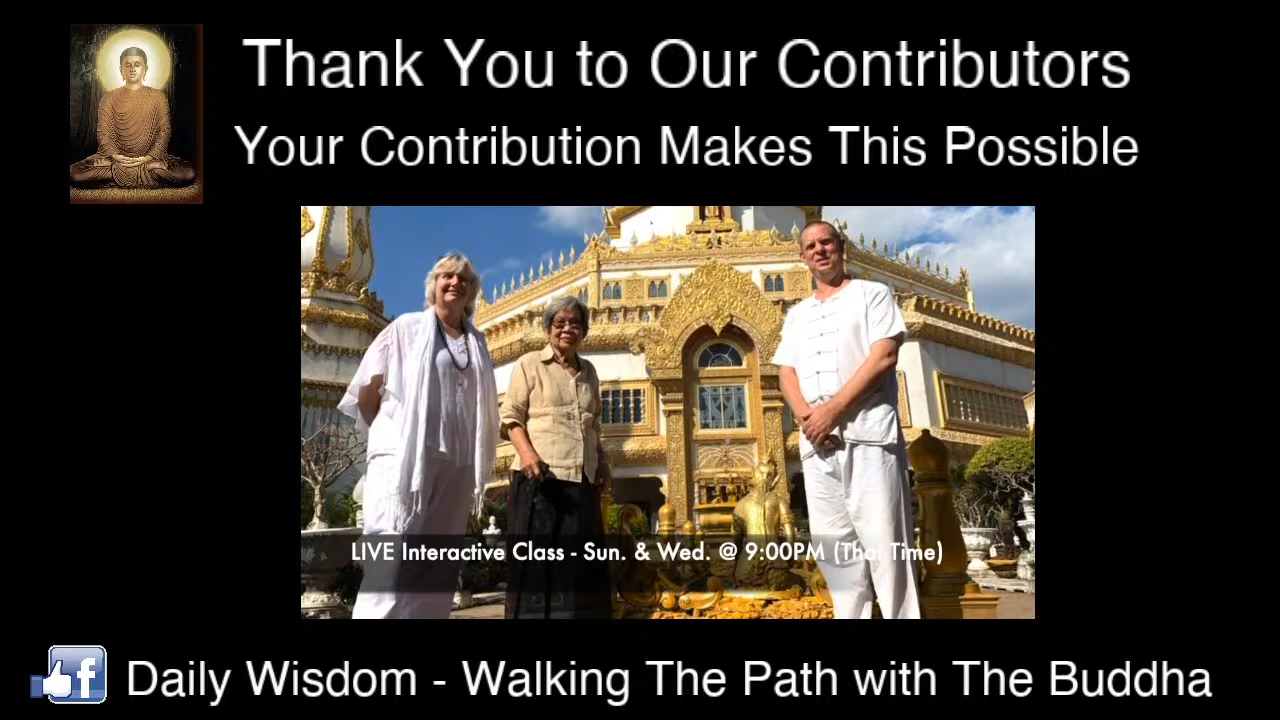 Thank You to Our Contributors
Your Contribution Makes This Possible
LIVE Interactive Class - Sun. & Wed. @ 9:00PM (Thai Time)
f
Daily Wisdom - Walking The Path with The Buddha